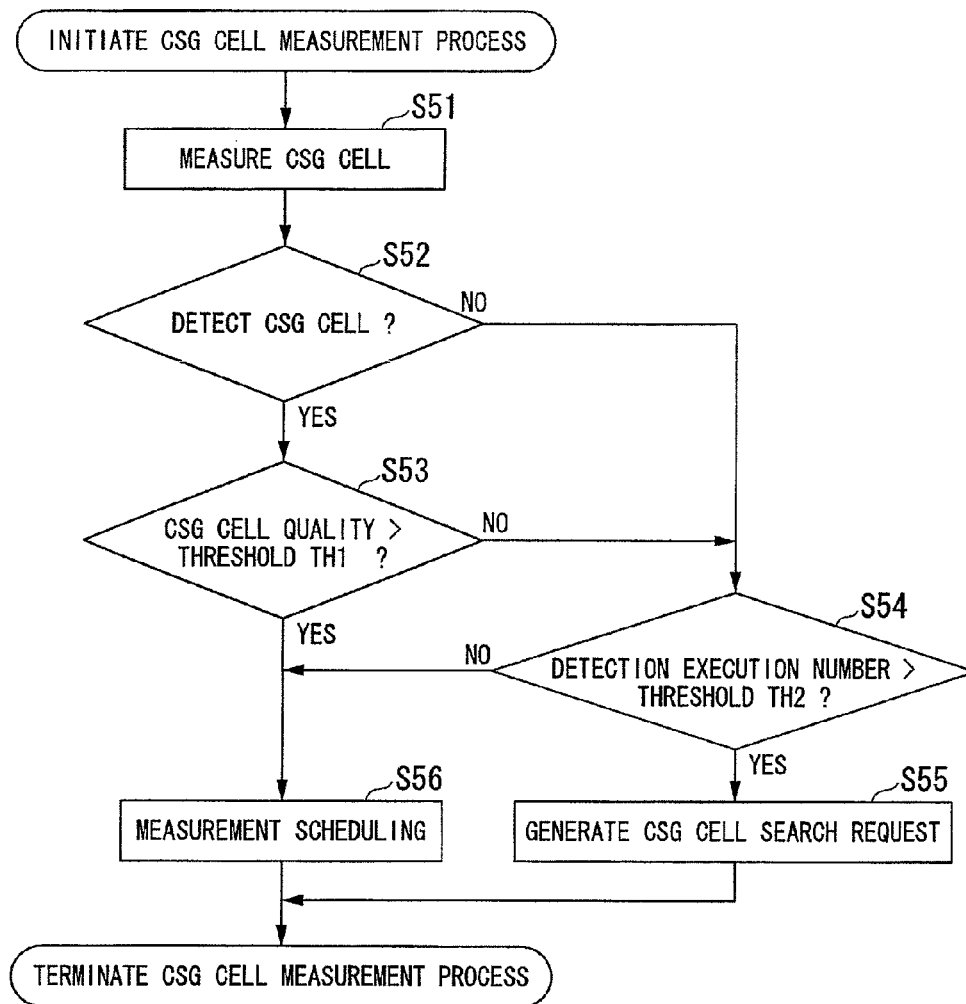 INITIATE CSG CELL MEASUREMENT PROCESS
S51
MEASURE CSG CELL
S52
DETECT CSG CELL ?
NO
YES
S53
CSG CELL QUALITY >
THRESHOLD TH1 ?
NO
YES
S54
DETECTION EXECUTION NUMBER >
THRESHOLD TH2 ?
NO
YES
S56
MEASUREMENT SCHEDULING
S55
GENERATE CSG CELL SEARCH REQUEST
TERMINATE CSG CELL MEASUREMENT PROCESS